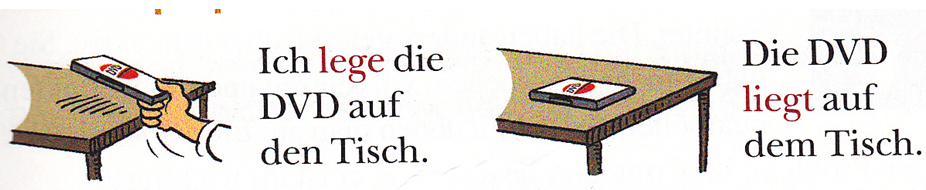 Ich lege die
DVD auf
den Tisch.
Die DVD
liegt auf
dem Tisch.